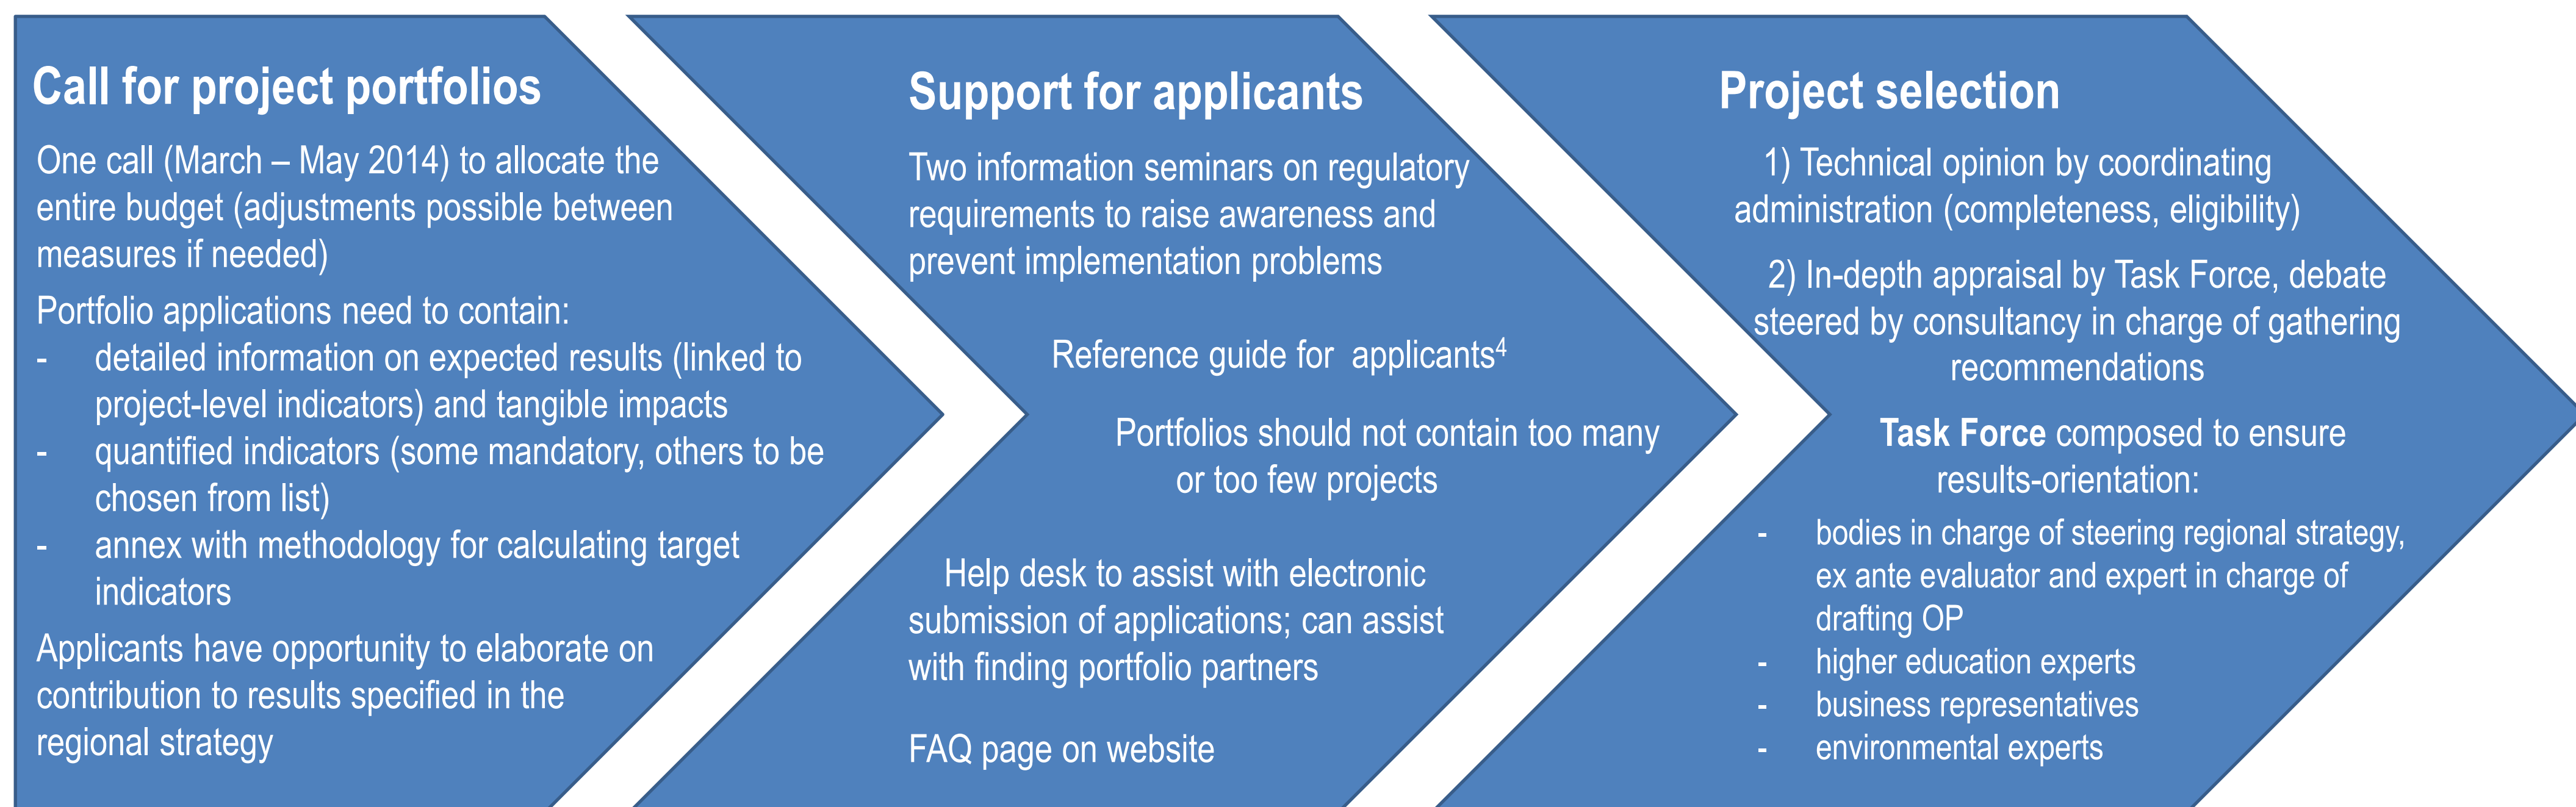 Call for project portfolios
One call (March – May 2014) to allocate the
entire budget (adjustments possible between
measures if needed)
Portfolio applications need to contain:
- detailed information on expected results (linked to
project-level indicators) and tangible impacts
- quantified indicators (some mandatory, others to be
chosen from list)
- annex with methodology for calculating target
indicators
Applicants have opportunity to elaborate on
contribution to results specified in the
regional strategy
Support for applicants
Two information seminars on regulatory
requirements to raise awareness and
prevent implementation problems
Reference guide for applicants⁴
Portfolios should not contain too many
or too few projects
Help desk to assist with electronic
submission of applications; can assist
with finding portfolio partners
FAQ page on website
Project selection
1) Technical opinion by coordinating
administration (completeness, eligibility)
2) In-depth appraisal by Task Force, debate
steered by consultancy in charge of gathering
recommendations
Task Force composed to ensure
results-orientation:
- bodies in charge of steering regional strategy,
ex ante evaluator and expert in charge of
drafting OP
- higher education experts
- business representatives
- environmental experts